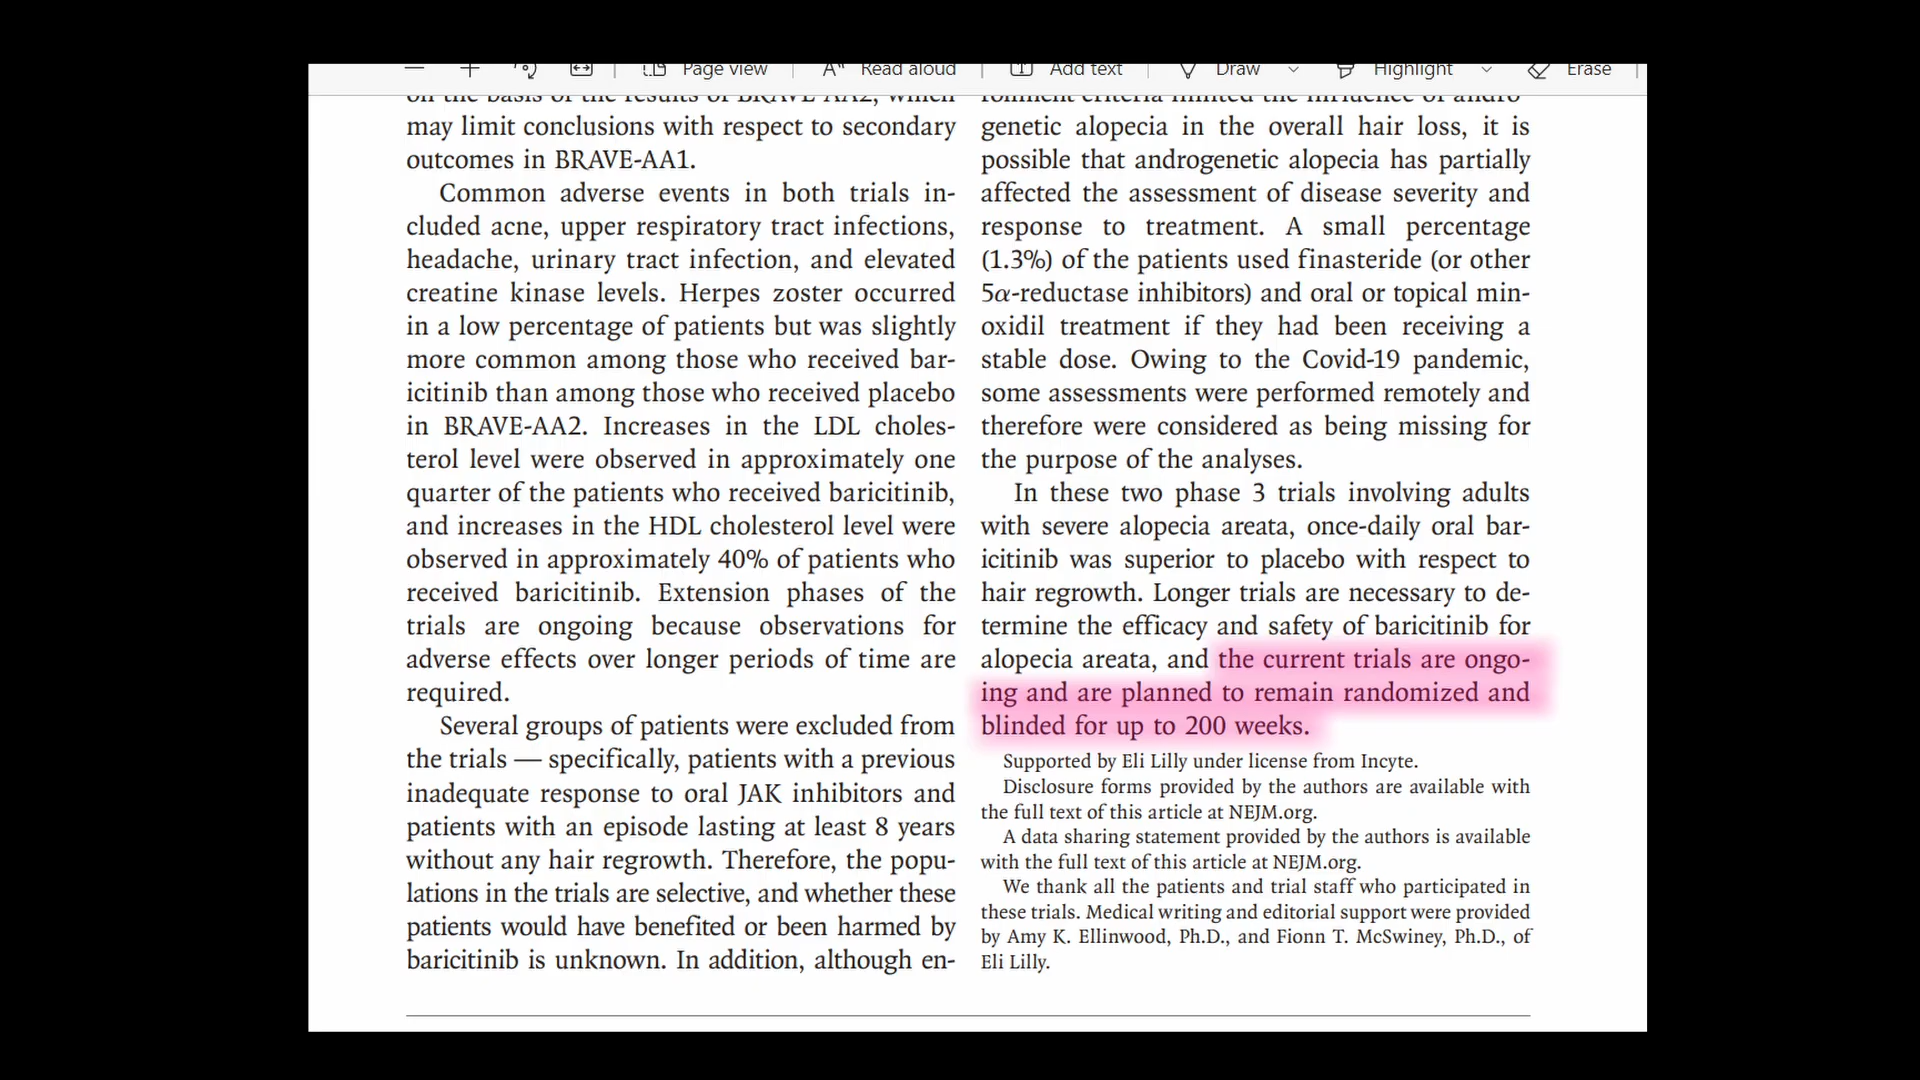 Page view
Read aloud
Add text
Draw
Highlight
Erase
on the basis of the results of BRAVE-AA2, which
may limit conclusions with respect to secondary
outcomes in BRAVE-AA1.
Common adverse events in both trials in-
cluded acne, upper respiratory tract infections,
headache, urinary tract infection, and elevated
creatine kinase levels. Herpes zoster occurred
in a low percentage of patients but was slightly
more common among those who received bar-
icitinib than among those who received placebo
in BRAVE-AA2. Increases in the LDL choles-
terol level were observed in approximately one
quarter of the patients who received baricitinib,
and increases in the HDL cholesterol level were
observed in approximately 40% of patients who
received baricitinib. Extension phases of the
trials are ongoing because observations for
adverse effects over longer periods of time are
required.
Several groups of patients were excluded from
the trials — specifically, patients with a previous
inadequate response to oral JAK inhibitors and
patients with an episode lasting at least 8 years
without any hair regrowth. Therefore, the popu-
lations in the trials are selective, and whether these
patients would have benefited or been harmed by
baricitinib is unknown. In addition, although en-
rollment criteria limited the influence of andro-
genetic alopecia in the overall hair loss, it is
possible that androgenetic alopecia has partially
affected the assessment of disease severity and
response to treatment. A small percentage
(1.3%) of the patients used finasteride (or other
5α-reductase inhibitors) and oral or topical min-
oxidil treatment if they had been receiving a
stable dose. Owing to the Covid-19 pandemic,
some assessments were performed remotely and
therefore were considered as being missing for
the purpose of the analyses.
In these two phase 3 trials involving adults
with severe alopecia areata, once-daily oral bar-
icitinib was superior to placebo with respect to
hair regrowth. Longer trials are necessary to de-
termine the efficacy and safety of baricitinib for
alopecia areata, and the current trials are ongo-
ing and are planned to remain randomized and
blinded for up to 200 weeks.
Supported by Eli Lilly under license from Incyte.
Disclosure forms provided by the authors are available with
the full text of this article at NEJM.org.
A data sharing statement provided by the authors is available
with the full text of this article at NEJM.org.
We thank all the patients and trial staff who participated in
these trials. Medical writing and editorial support were provided
by Amy K. Ellinwood, Ph.D., and Fionn T. McSwiney, Ph.D., of
Eli Lilly.